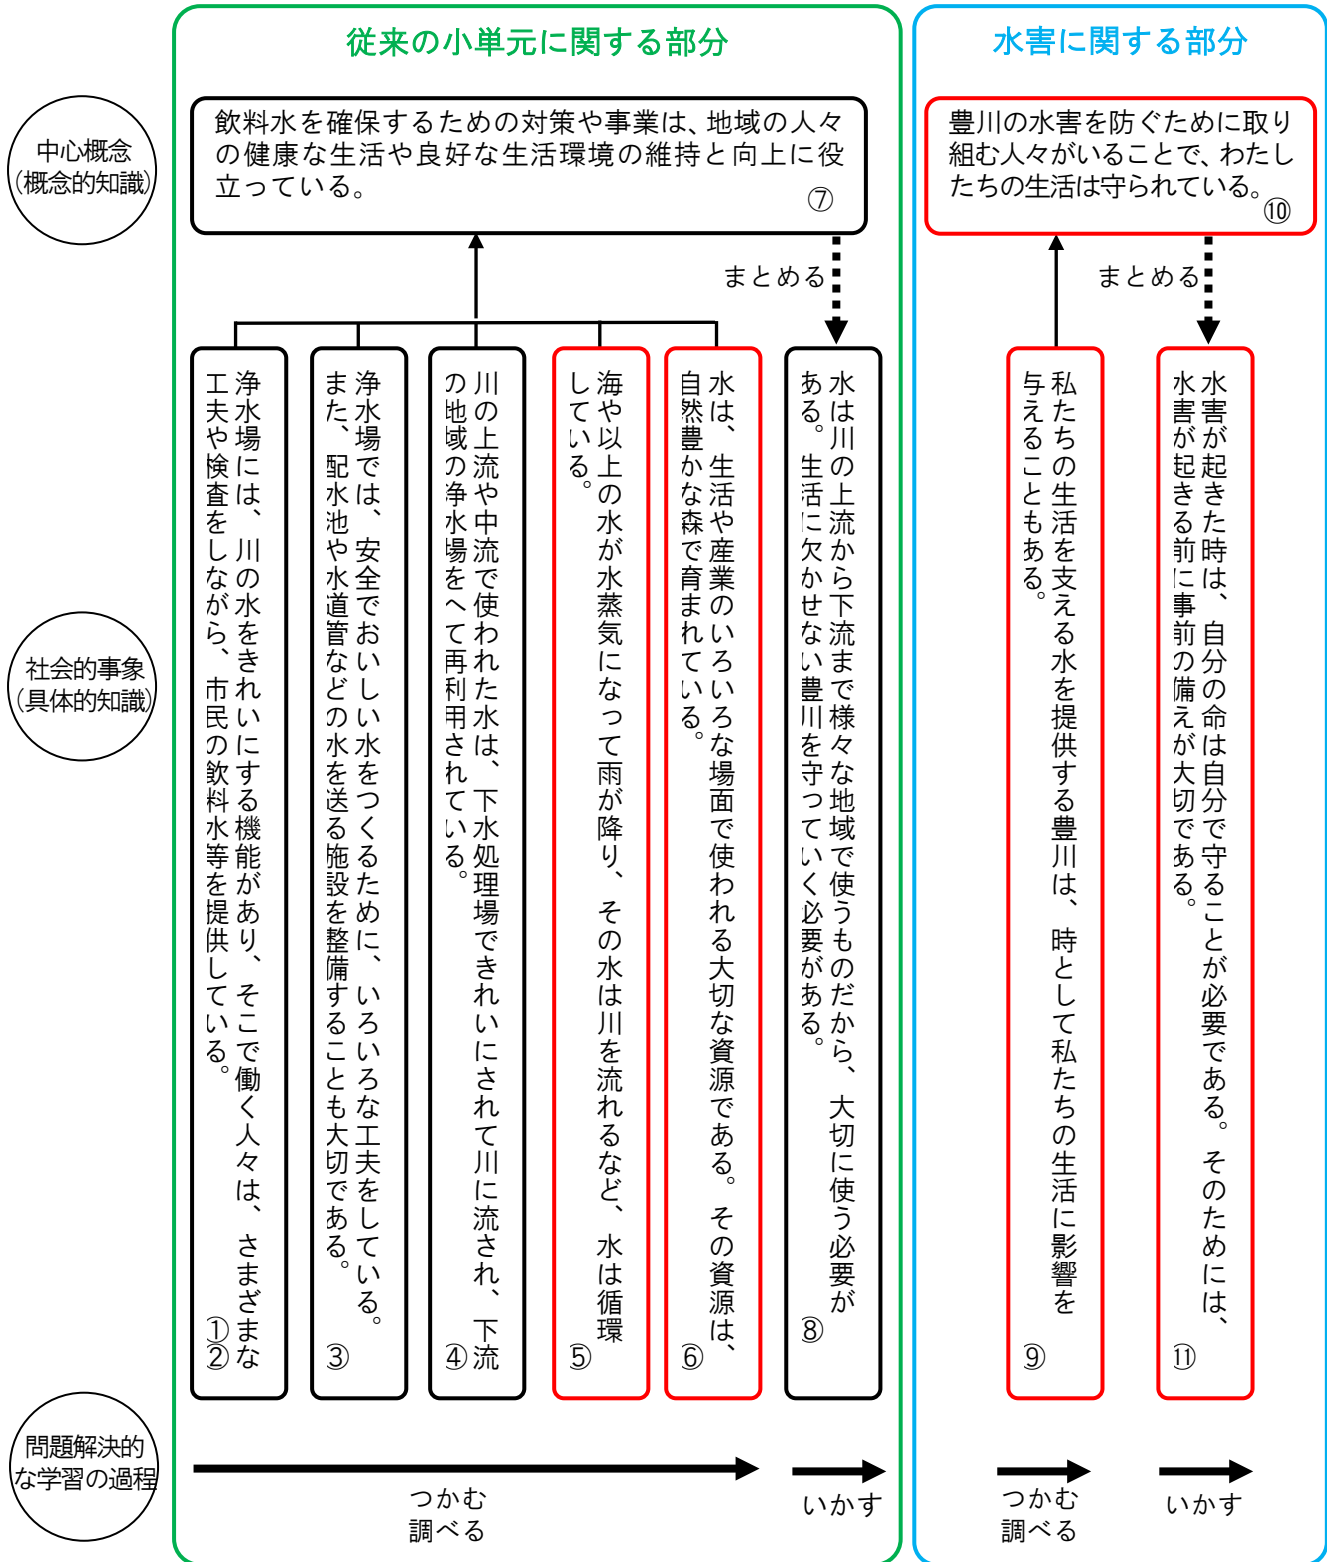 従来の小単元に関する部分
水害に関する部分
中心概念
(概念的知識)
飲料水を確保するための対策や事業は、地域の人々
の健康な生活や良好な生活環境の維持と向上に役
立っている。
⑦
豊川の水害を防ぐために取り
組む人々がいることで、わたし
たちの生活は守られている。
⑩
まとめる
まとめる
社会的事象
(具体的知識)
浄水場には、川の水をきれいにする機能があり、そこで働く人々は、さまざまな
工夫や検査をしながら、市民の飲料水等を提供している。
①②
浄水場では、安全でおいしい水をつくるために、いろいろな工夫をしている。
また、配水池や水道管などの水を送る施設を整備することも大切である。
③
川の上流や中流で使われた水は、下水処理場できれいにされて川に流され、下流
の地域の浄水場をへて再利用されている。
④
海や以上の水が水蒸気になって雨が降り、その水は川を流れるなど、水は循環
している。
⑤
水は、生活や産業のいろいろな場面で使われる大切な資源である。その資源は、
自然豊かな森で育まれている。
⑥
水は川の上流から下流まで様々な地域で使うものだから、大切に使う必要が
ある。生活に欠かせない豊川を守っていく必要がある。
⑧
私たちの生活を支える水を提供する豊川は、時として私たちの生活に影響を
与えることもある。
⑨
水害が起きた時は、自分の命は自分で守ることが必要である。そのためには、
水害が起きる前に事前の備えが大切である。
⑪
問題解決的
な学習の過程
つかむ
調べる
いかす
つかむ
調べる
いかす